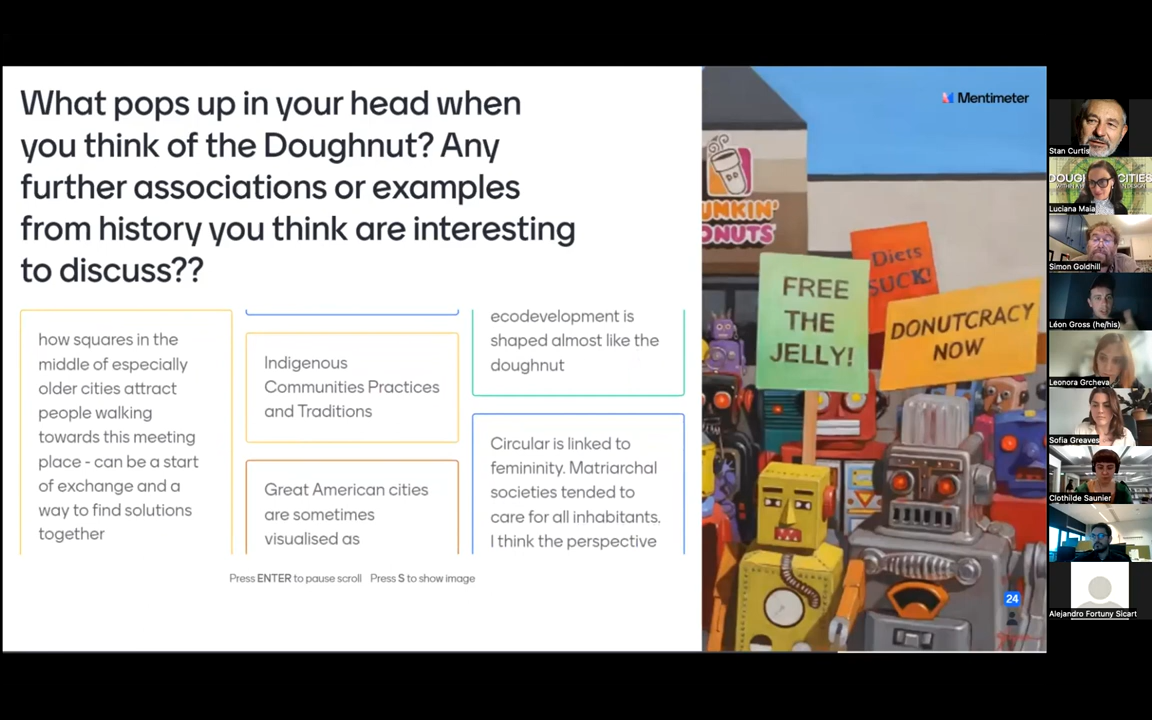 What pops up in your head when
you think of the Doughnut? Any
further associations or examples
from history you think are interesting
to discuss??
how squares in the
middle of especially
older cities attract
people walking
towards this meeting
place - can be a start
of exchange and a
way to find solutions
together
Indigenous
Communities Practices
and Traditions
Great American cities
are sometimes
visualised as
ecodevelopment is
shaped almost like the
doughnut
Circular is linked to
femininity. Matriarchal
societies tended to
care for all inhabitants.
I think the perspective
Press ENTER to pause scroll Press S to show image
Mentimeter
UNKIN'
ONUTS
Diets
SUCK!
FREE
THE
JELLY!
DONUTCRACY
NOW
24
Stan Curtis
DOUGH CITIES
Luciana Maia
Simon Goldhill
Léon Gross (he/his)
Leonora Grcheva
Sofia Greaves
Clothilde Saunier
Alejandro Fortuny Sicart